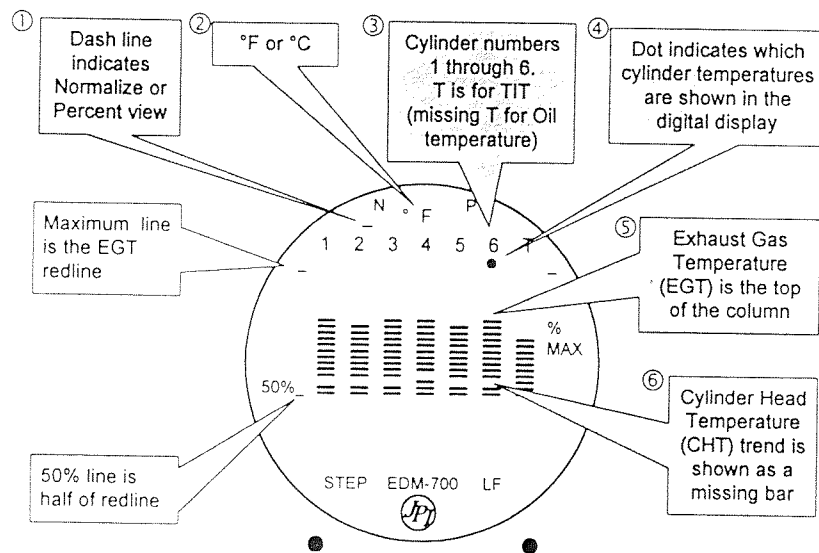 ①
Dash line
indicates
Normalize or
Percent view
②
°F or °C
③
Cylinder numbers
1 through 6.
T is for TIT
(missing T for Oil
temperature)
④
Dot indicates which
cylinder temperatures
are shown in the
digital display
Maximum line
is the EGT
redline
N ° F P
1 2 3 4 5 6 T
⑤
Exhaust Gas
Temperature
(EGT) is the top
of the column
%
MAX
50%
⑥
Cylinder Head
Temperature
(CHT) trend is
shown as a
missing bar
50% line is
half of redline
STEP EDM-700 LF
JPI